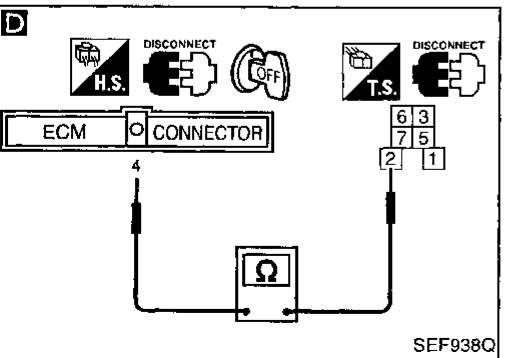 D
DISCONNECT
DISCONNECT
H.S.
OFF
T.S.
ECM
CONNECTOR
6 3
7 5
2 1
4
Ω
SEF938Q